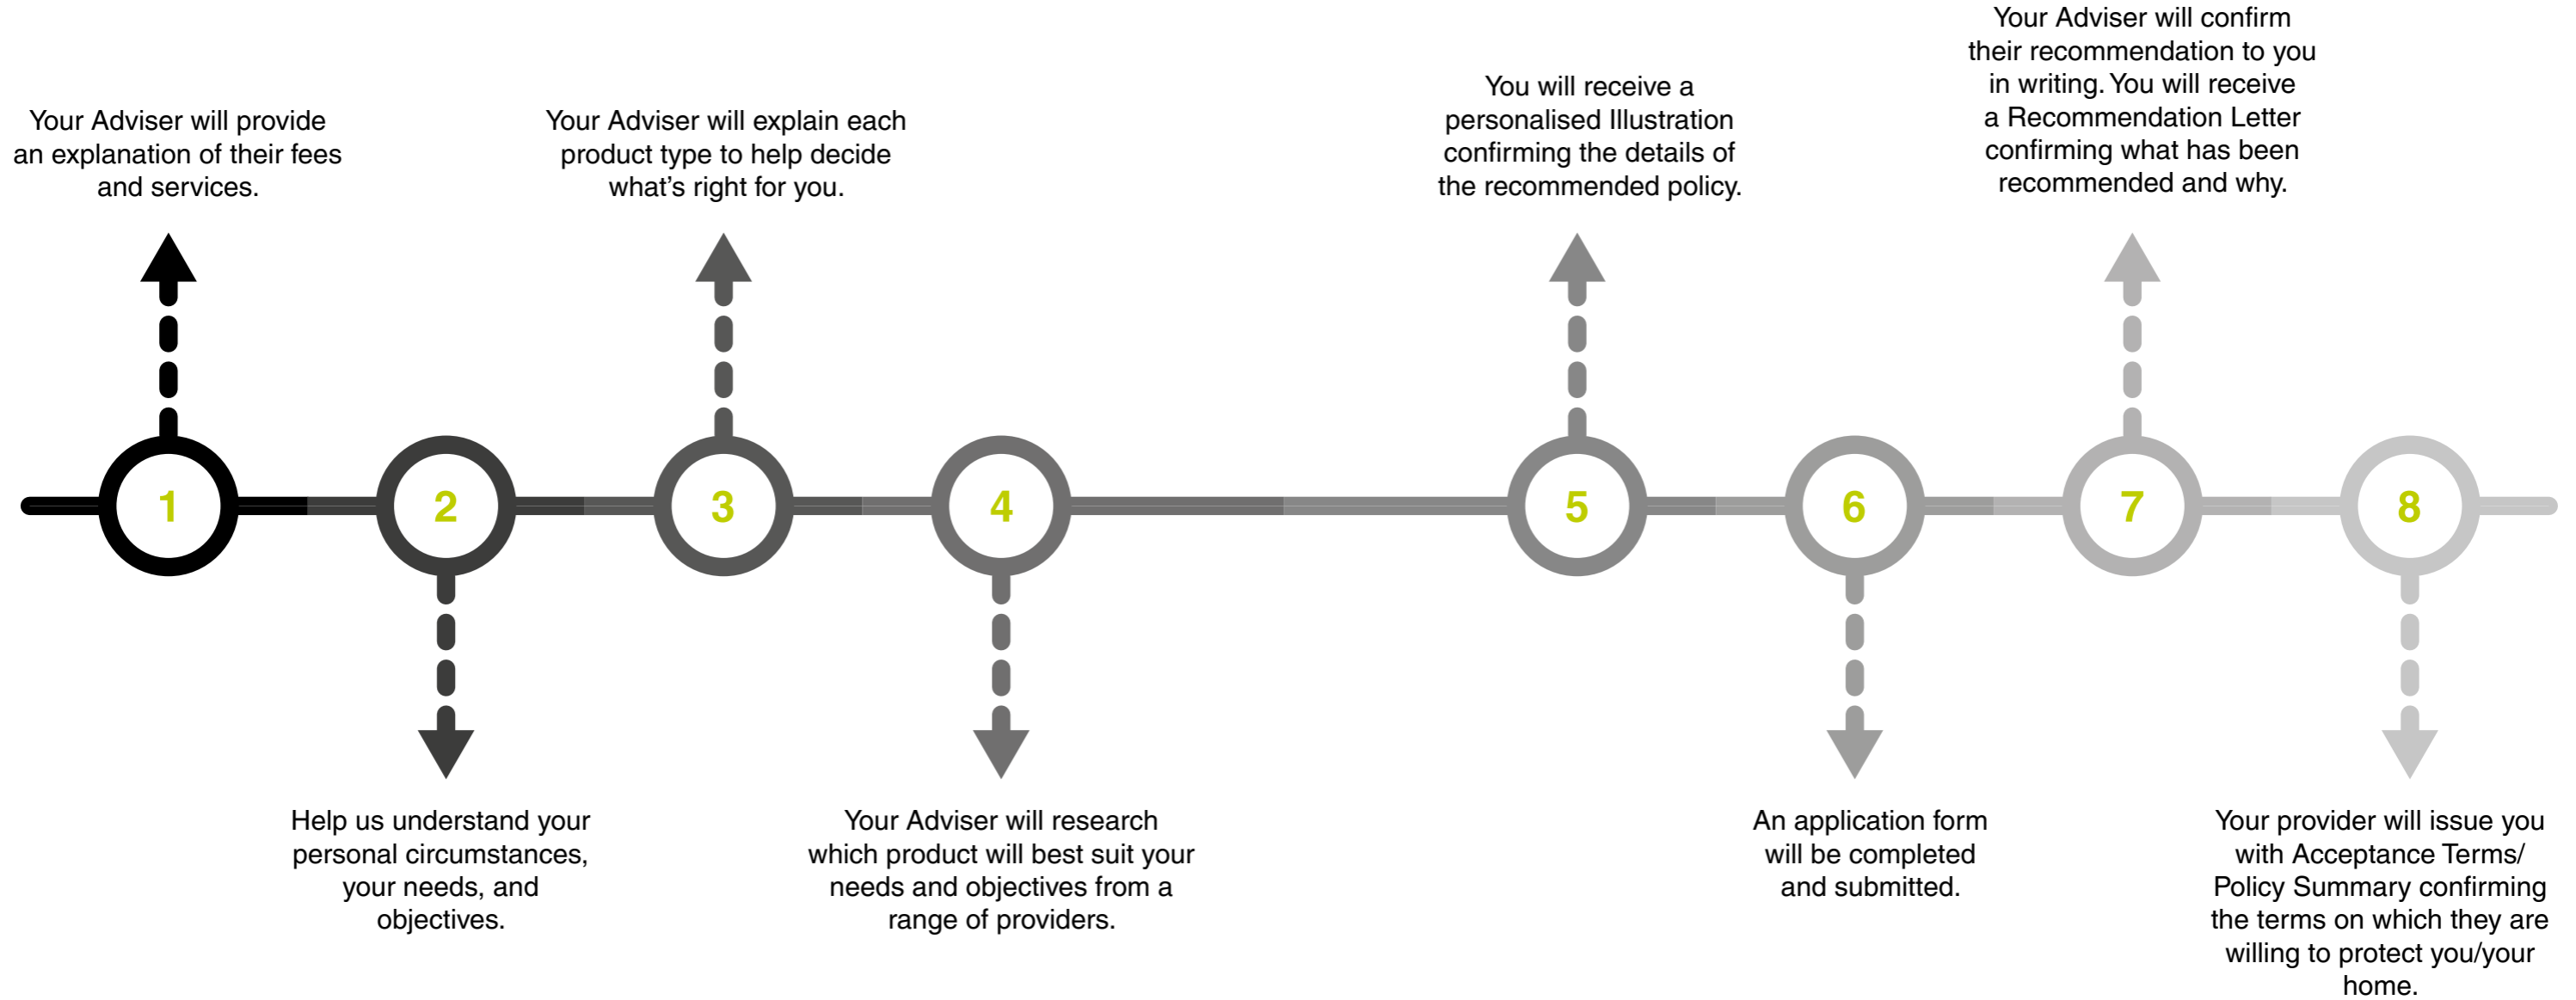 1
Your Adviser will provide
an explanation of their fees
and services.
2
Help us understand your
personal circumstances,
your needs, and
objectives.
3
Your Adviser will explain each
product type to help decide
what’s right for you.
4
Your Adviser will research
which product will best suit your
needs and objectives from a
range of providers.
5
You will receive a
personalised Illustration
confirming the details of
the recommended policy.
6
An application form
will be completed
and submitted.
7
Your Adviser will confirm
their recommendation to you
in writing. You will receive
a Recommendation Letter
confirming what has been
recommended and why.
8
Your provider will issue you
with Acceptance Terms/
Policy Summary confirming
the terms on which they are
willing to protect you/your
home.